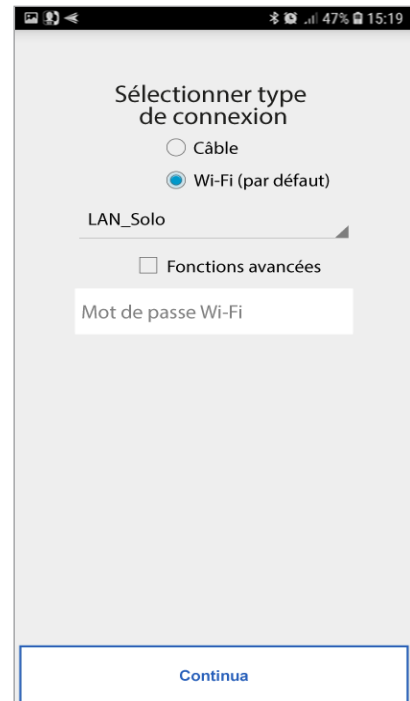 47% 15:19
Sélectionner type
de connexion
Câble
Wi-Fi (par défaut)
LAN_Solo
Fonctions avancées
Mot de passe Wi-Fi
Continua